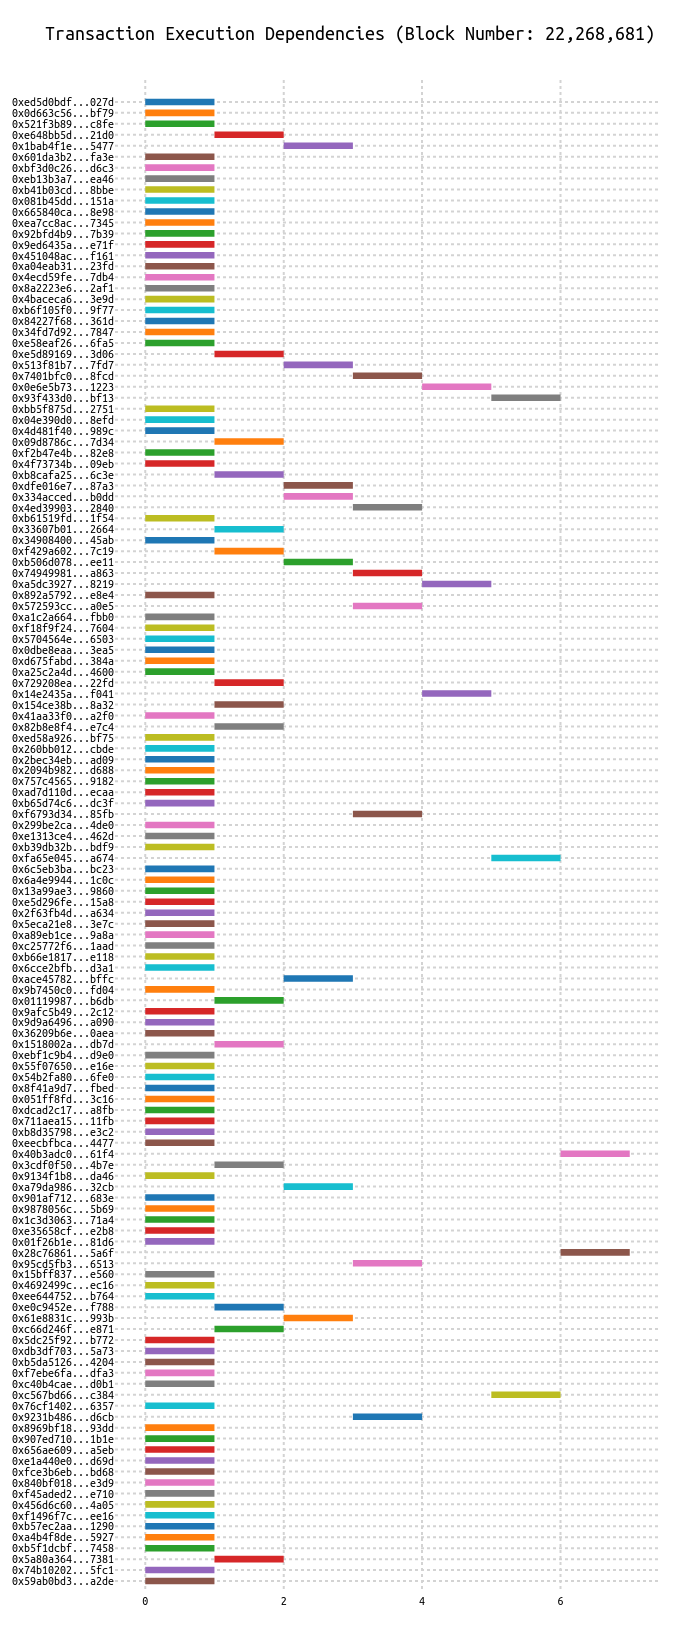 Transaction Execution Dependencies (Block Number: 22,268,681)
0xed5d0bdf...027d
0x0d663c56...bf79
0x521f3b89...c8fe
0xe648bb5d...21d0
0x1bab4f1e...5477
0x601da3b2...fa3e
0xbf3d0c26...d6c3
0xeb13b3a7...ea46
0xb41b03cd...8bbe
0x081b45dd...151a
0x665840ca...8e98
0xea7cc8ac...7345
0x92bfd4b9...7b39
0x9ed6435a...e71f
0x451048ac...f161
0xa04eab31...23fd
0x4ecd59fe...7db4
0x8a2223e6...2af1
0x4baceca6...3e9d
0xb6f105f0...9f77
0x84227f68...361d
0x34fd7d92...7847
0xe58eaf26...6fa5
0xe5d89169...3d06
0x513f81b7...7fd7
0x7401bfc0...8fcd
0x0e6e5b73...1223
0x93f433d0...bf13
0xbb5f875d...2751
0x04e390d0...8efd
0x4d481f40...989c
0x09d8786c...7d34
0xf2b47e4b...82e8
0x4f73734b...09eb
0xb8cafa25...6c3e
0xdfe016e7...87a3
0x334acced...b0dd
0x4ed39903...2840
0xb61519fd...1f54
0x33607b01...2664
0x34908400...45ab
0xf429a602...7c19
0xb506d078...ee11
0x74949981...a863
0xa5dc3927...8219
0x892a5792...e8e4
0x572593cc...a0e5
0xa1c2a664...fbb0
0xf18f9f24...7604
0x5704564e...6503
0x0dbe8eaa...3ea5
0xd675fabd...384a
0xa25c2a4d...4600
0x729208ea...22fd
0x14e2435a...f041
0x154ce38b...8a32
0x41aa33f0...a2f0
0x82b8e8f4...e7c4
0xed58a926...bf75
0x260bb012...cbde
0x2bec34eb...ad09
0x2094b982...d688
0x757c4565...9182
0xad7d110d...ecaa
0xb65d74c6...dc3f
0xf6793d34...85fb
0x299be2ca...4de0
0xe1313ce4...462d
0xb39db32b...bdf9
0xfa65e045...a674
0x6c5eb3ba...bc23
0x6a4e9944...1c0c
0x13a99ae3...9860
0xe5d296fe...15a8
0x2f63fb4d...a634
0x5eca21e8...3e7c
0xa89eb1ce...9a8a
0xc25772f6...1aad
0xb66e1817...e118
0x6cce2bfb...d3a1
0xace45782...bffc
0x9b7450c0...fd04
0x01119987...b6db
0x9afc5b49...2c12
0x9d9a6496...a090
0x36209b6e...0aea
0x1518002a...db7d
0xebf1c9b4...d9e0
0x55f07650...e16e
0x54b2fa80...6fe0
0x8f41a9d7...fbed
0x051ff8fd...3c16
0xdcad2c17...a8fb
0x711aea15...11fb
0xb8d35798...e3c2
0xeecbfbca...4477
0x40b3adc0...61f4
0x3cdf0f50...4b7e
0x9134f1b8...da46
0xa79da986...32cb
0x901af712...683e
0x9878056c...5b69
0x1c3d3063...71a4
0xe35658cf...e2b8
0x01f26b1e...81d6
0x28c76861...5a6f
0x95cd5fb3...6513
0x15bff837...e560
0x4692499c...ec16
0xee644752...b764
0xe0c9452e...f788
0x61e8831c...993b
0xc66d246f...e871
0x5dc25f92...b772
0xdb3df703...5a73
0xb5da5126...4204
0xf7ebe6fa...dfa3
0xc40b4cae...d0b1
0xc567bd66...c384
0x76cf1402...6357
0x9231b486...d6cb
0x8969bf18...93dd
0x907ed710...1b1e
0x656ae609...a5eb
0xe1a440e0...d69d
0xfce3b6eb...bd68
0x840bf018...e3d9
0xf45aded2...e710
0x456d6c60...4a05
0xf1496f7c...ee16
0xb57ec2aa...1290
0xa4b4f8de...5927
0xb5f1dcbf...7458
0x5a80a364...7381
0x74b10202...5fc1
0x59ab0bd3...a2de
0 2 4 6